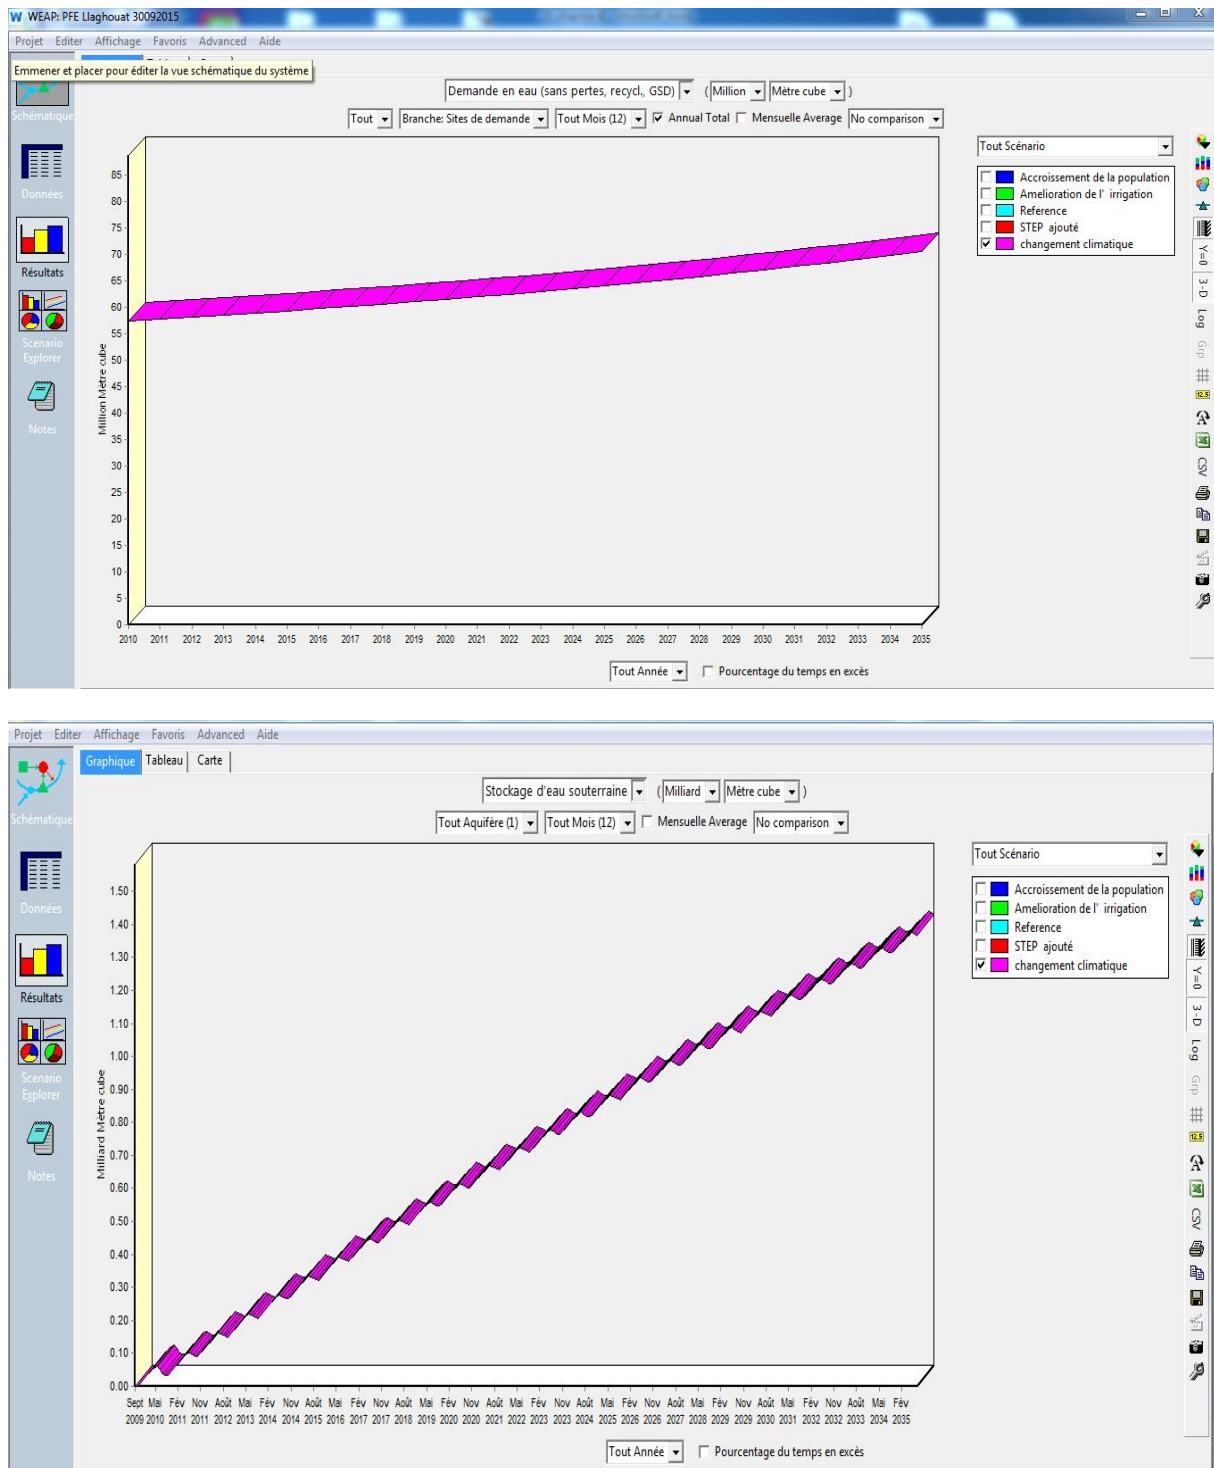 WEAP: PFE Llaghouat 30092015
Projet Editer Affichage Favoris Advanced Aide
Emmener et placer pour éditer la vue schématique du système
Schématique
Données
Résultats
Scenario
Explorer
Notes
Demande en eau (sans pertes, recycl., GSD) ( Million Mètre cube )
Tout Branche: Sites de demande Tout Mois (12) Annual Total Mensuelle Average No comparison
Tout Scénario
Accroissement de la population
Amelioration de l' irrigation
Reference
STEP ajouté
changement climatique
Million Mètre cube
85
80
75
70
65
60
55
50
45
40
35
30
25
20
15
10
5
0
2010 2011 2012 2013 2014 2015 2016 2017 2018 2019 2020 2021 2022 2023 2024 2025 2026 2027 2028 2029 2030 2031 2032 2033 2034 2035
Tout Année Pourcentage du temps en excès
Y=0
3-D
Log
Grp
12.5
A
CSV
Projet Editer Affichage Favoris Advanced Aide
Graphique Tableau Carte
Schématique
Données
Résultats
Scenario
Explorer
Notes
Stockage d'eau souterraine ( Milliard Mètre cube )
Tout Aquifère (1) Tout Mois (12) Mensuelle Average No comparison
Tout Scénario
Accroissement de la population
Amelioration de l' irrigation
Reference
STEP ajouté
changement climatique
Milliard Mètre cube
1.50
1.40
1.30
1.20
1.10
1.00
0.90
0.80
0.70
0.60
0.50
0.40
0.30
0.20
0.10
0.00
Sept Mai Fév Nov Août Mai Fév Nov Août Mai Fév Nov Août Mai Fév Nov Août Mai Fév Nov Août Mai Fév Nov Août Mai Fév Nov Août Mai Fév Nov Août Mai Fév
2009 2010 2011 2011 2012 2013 2014 2014 2015 2016 2017 2017 2018 2019 2020 2020 2021 2022 2023 2023 2024 2025 2026 2026 2027 2028 2029 2029 2030 2031 2032 2032 2033 2034 2035
Tout Année Pourcentage du temps en excès
Y=0
3-D
Log
Grp
12.5
A
CSV